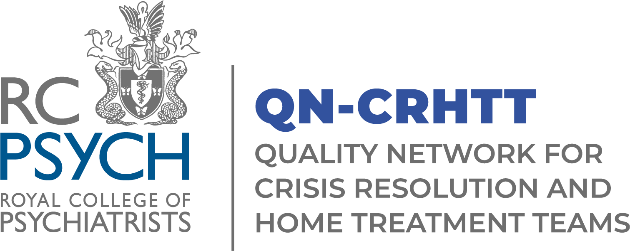 RC
PSYCH
ROYAL COLLEGE OF
PSYCHIATRISTS
QN-CRHTT
QUALITY NETWORK FOR
CRISIS RESOLUTION AND
HOME TREATMENT TEAMS